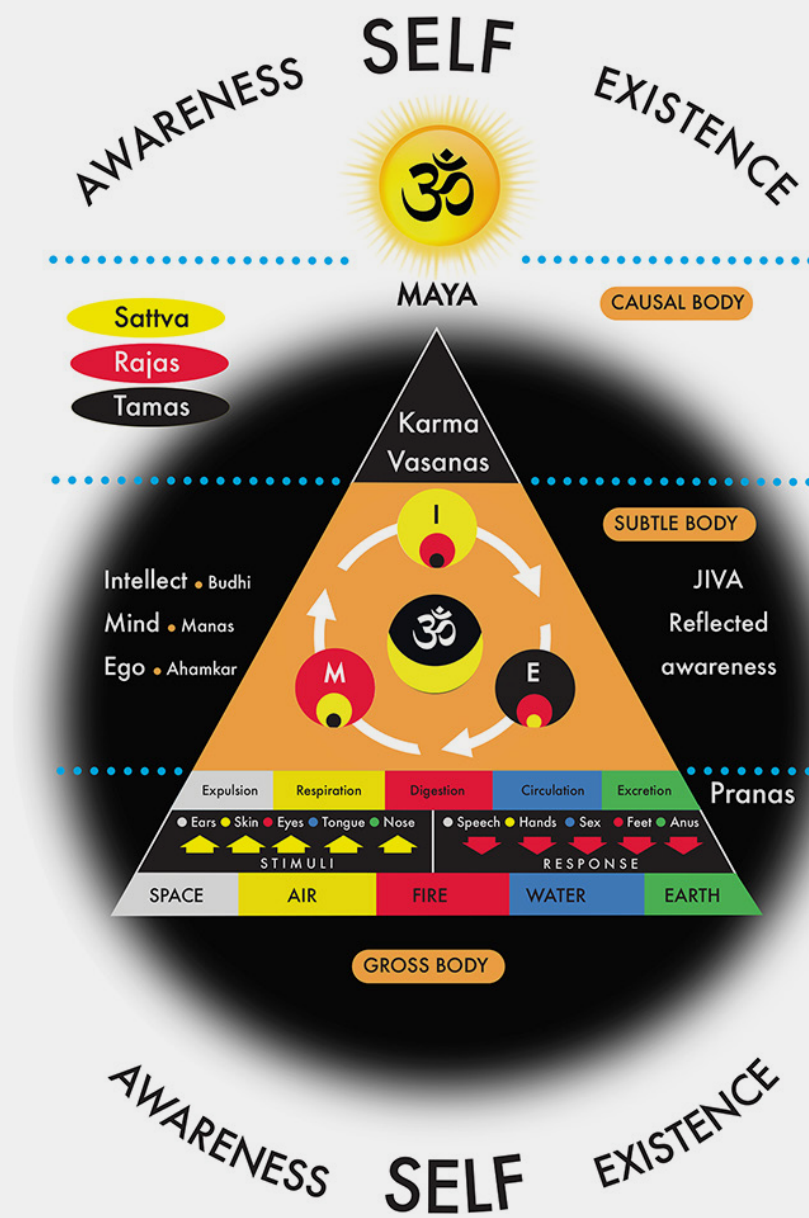 AWARENESS SELF EXISTENCE
ॐ
MAYA
CAUSAL BODY
Sattva
Rajas
Tamas
Karma
Vasanas
SUBTLE BODY
I
Intellect • Budhi
Mind • Manas
Ego • Ahamkar
ॐ
M
E
JIVA
Reflected
awareness
Expulsion Respiration Digestion Circulation Excretion
Pranas
Ears Skin Eyes Tongue Nose
Speech Hands Sex Feet Anus
STIMULI
RESPONSE
SPACE AIR FIRE WATER EARTH
GROSS BODY
AWARENESS SELF EXISTENCE